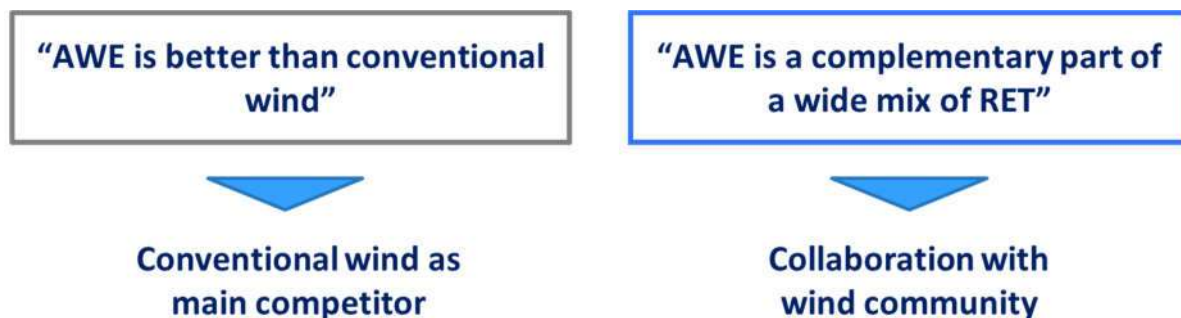 “AWE is better than conventional
wind”
Conventional wind as
main competitor
“AWE is a complementary part of
a wide mix of RET”
Collaboration with
wind community